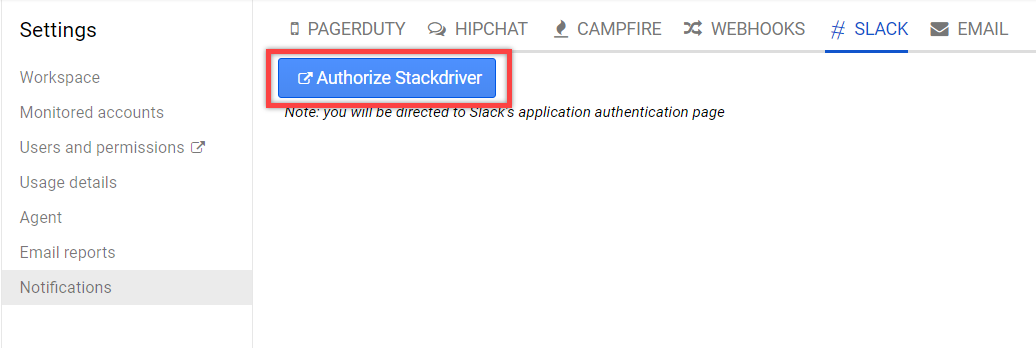 Settings
Workspace
Monitored accounts
Users and permissions
Usage details
Agent
Email reports
Notifications
PAGERDUTY HIPCHAT CAMPFIRE WEBHOOKS # SLACK EMAIL
Authorize Stackdriver
Note: you will be directed to Slack's application authentication page